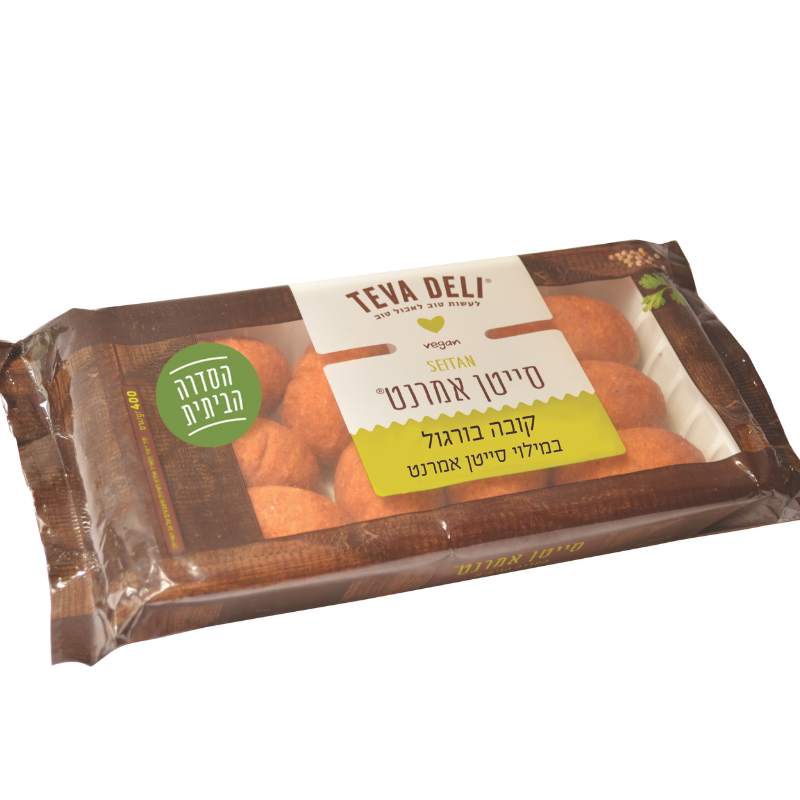 TEVA DELI®
לעשות טוב לאכול טוב
vegan
SEITAN
סייטן אמרנט®
קובה בורגול
במילוי סייטן אמרנט
הסדרה
הביתית
400
סייטן אמרנט